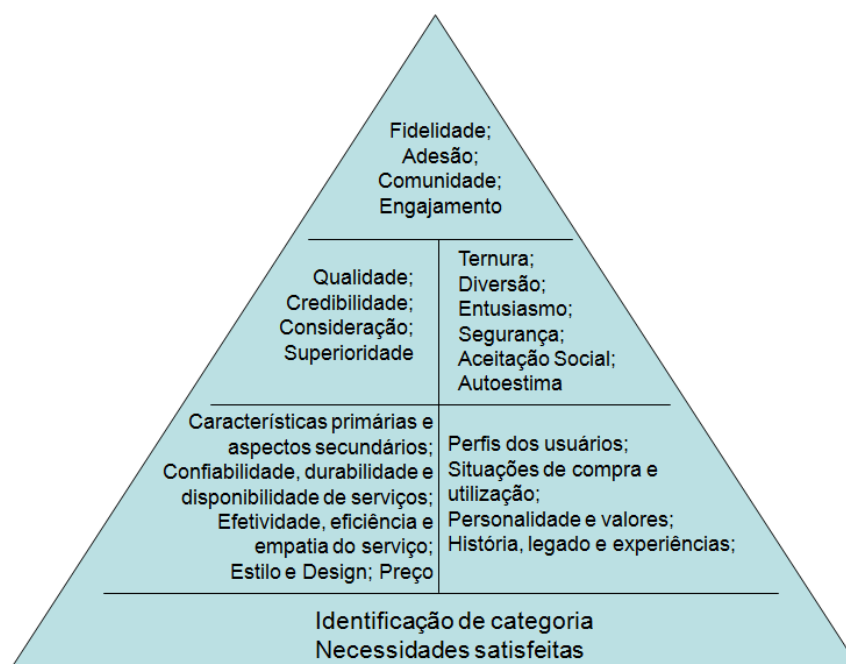 Fidelidade;
Adesão;
Comunidade;
Engajamento
Qualidade;
Credibilidade;
Consideração;
Superioridade
Ternura;
Diversão;
Entusiasmo;
Segurança;
Aceitação Social;
Autoestima
Características primárias e
aspectos secundários;
Confiabilidade, durabilidade e
disponibilidade de serviços;
Efetividade, eficiência e
empatia do serviço;
Estilo e Design; Preço
Perfis dos usuários;
Situações de compra e
utilização;
Personalidade e valores;
História, legado e experiências;
Identificação de categoria
Necessidades satisfeitas